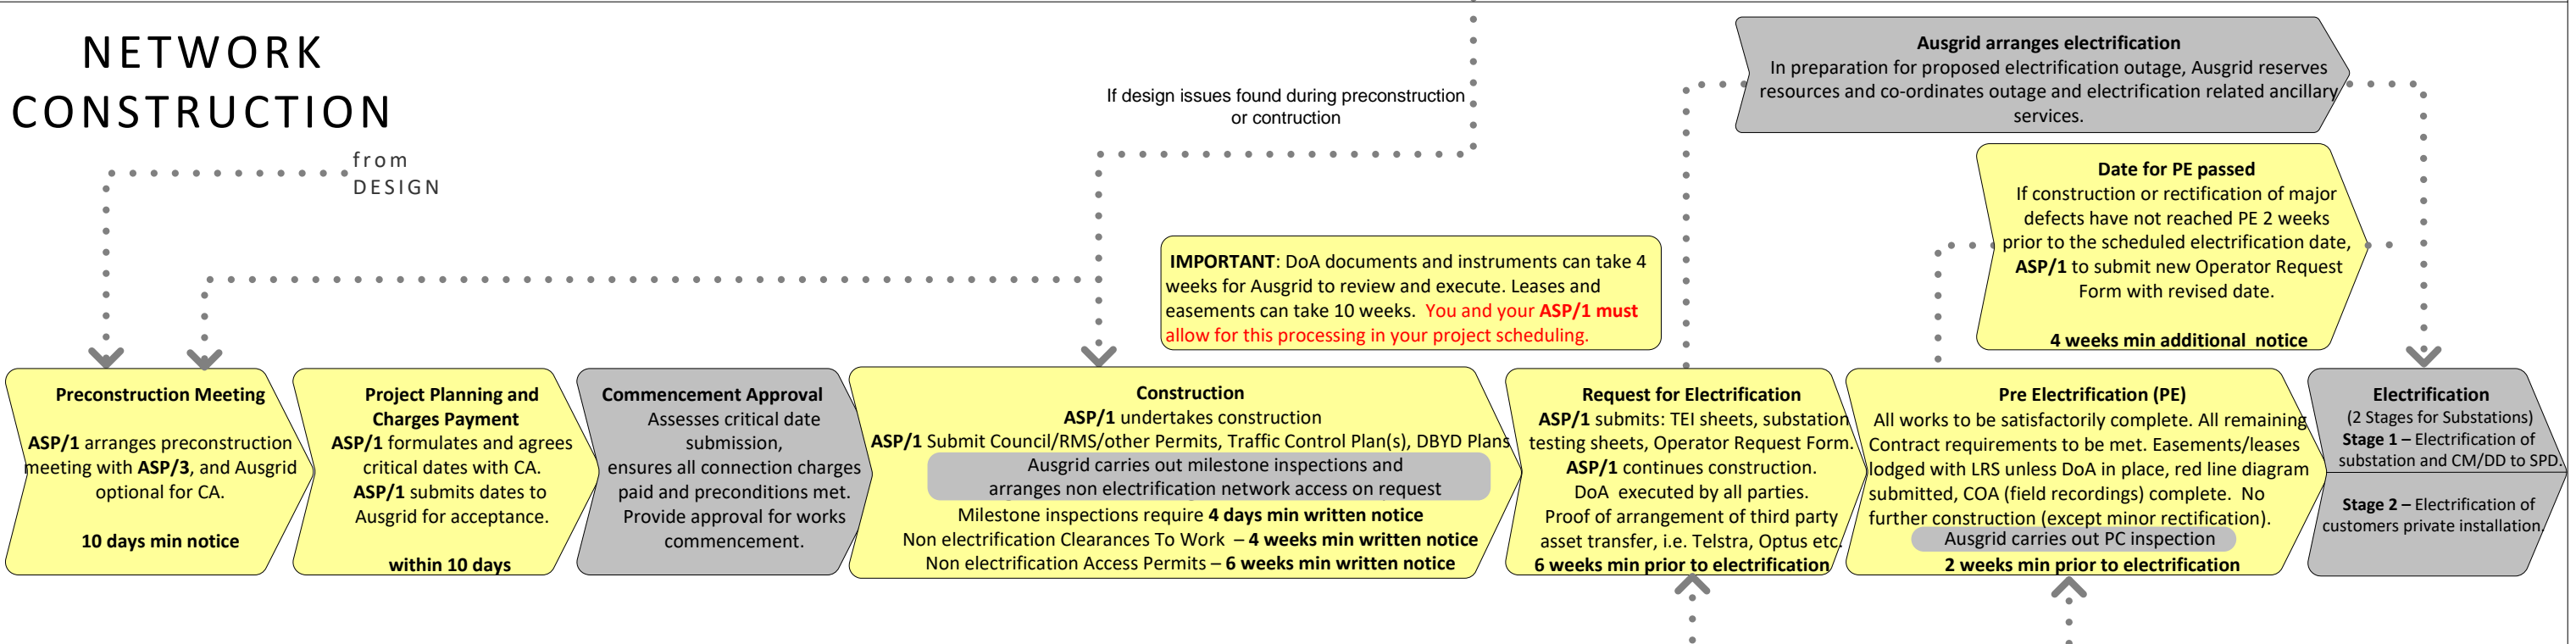 NETWORK
CONSTRUCTION
from
DESIGN
If design issues found during preconstruction
or contruction
Ausgrid arranges electrification
In preparation for proposed electrification outage, Ausgrid reserves
resources and co-ordinates outage and electrification related ancillary
services.
Date for PE passed
If construction or rectification of major
defects have not reached PE 2 weeks
prior to the scheduled electrification date,
ASP/1 to submit new Operator Request
Form with revised date.
4 weeks min additional notice
IMPORTANT: DoA documents and instruments can take 4
weeks for Ausgrid to review and execute. Leases and
easements can take 10 weeks. You and your ASP/1 must
allow for this processing in your project scheduling.
Preconstruction Meeting
ASP/1 arranges preconstruction
meeting with ASP/3, and Ausgrid
optional for CA.
10 days min notice
Project Planning and
Charges Payment
ASP/1 formulates and agrees
critical dates with CA.
ASP/1 submits dates to
Ausgrid for acceptance.
within 10 days
Commencement Approval
Assesses critical date
submission,
ensures all connection charges
paid and preconditions met.
Provide approval for works
commencement.
Construction
ASP/1 undertakes construction
ASP/1 Submit Council/RMS/other Permits, Traffic Control Plan(s), DBYD Plans
Ausgrid carries out milestone inspections and
arranges non electrification network access on request
Milestone inspections require 4 days min written notice
Non electrification Clearances To Work – 4 weeks min written notice
Non electrification Access Permits – 6 weeks min written notice
Request for Electrification
ASP/1 submits: TEI sheets, substation
testing sheets, Operator Request Form.
ASP/1 continues construction.
DoA executed by all parties.
Proof of arrangement of third party
asset transfer, i.e. Telstra, Optus etc.
6 weeks min prior to electrification
Pre Electrification (PE)
All works to be satisfactorily complete. All remaining
Contract requirements to be met. Easements/leases
lodged with LRS unless DoA in place, red line diagram
submitted, COA (field recordings) complete. No
further construction (except minor rectification).
Ausgrid carries out PC inspection
2 weeks min prior to electrification
Electrification
(2 Stages for Substations)
Stage 1 – Electrification of
substation and CM/DD to SPD.
Stage 2 – Electrification of
customers private installation.